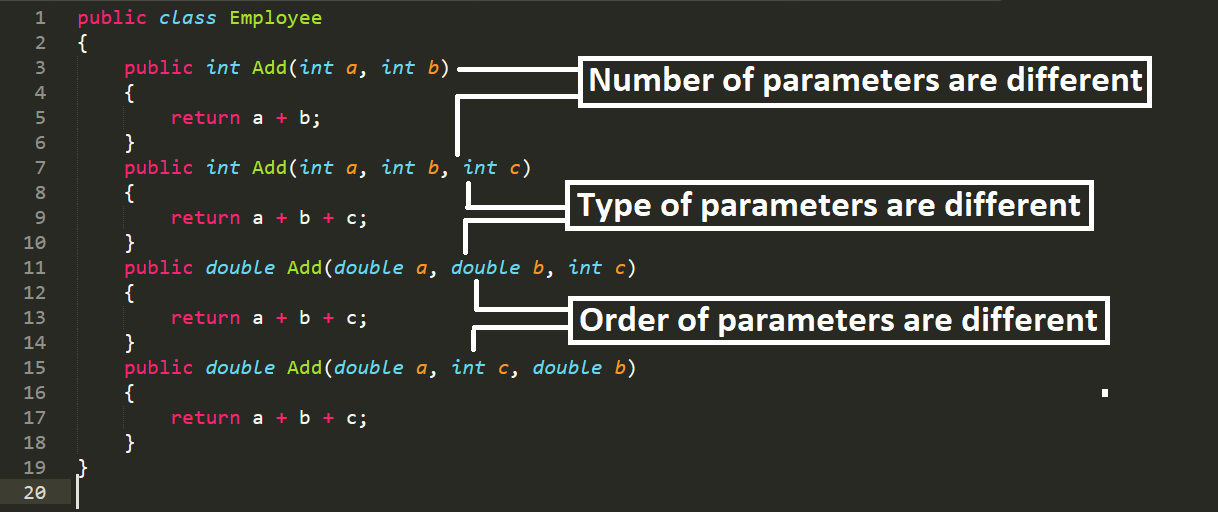 1 public class Employee
2 {
3 public int Add(int a, int b)
Number of parameters are different
4 {
5 return a + b;
6 }
7 public int Add(int a, int b, int c)
8 {
Type of parameters are different
9 return a + b + c;
10 }
11 public double Add(double a, double b, int c)
12 {
Order of parameters are different
13 return a + b + c;
14 }
15 public double Add(double a, int c, double b)
16 {
17 return a + b + c;
18 }
19 }
20